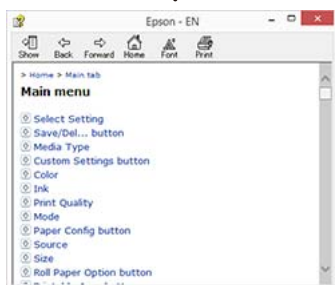 Epson - EN
Show Back Forward Home Font Print
> Home > Main tab
Main menu
Select Setting
Save/Del... button
Media Type
Custom Settings button
Color
Ink
Print Quality
Mode
Paper Config button
Source
Size
Roll Paper Option button